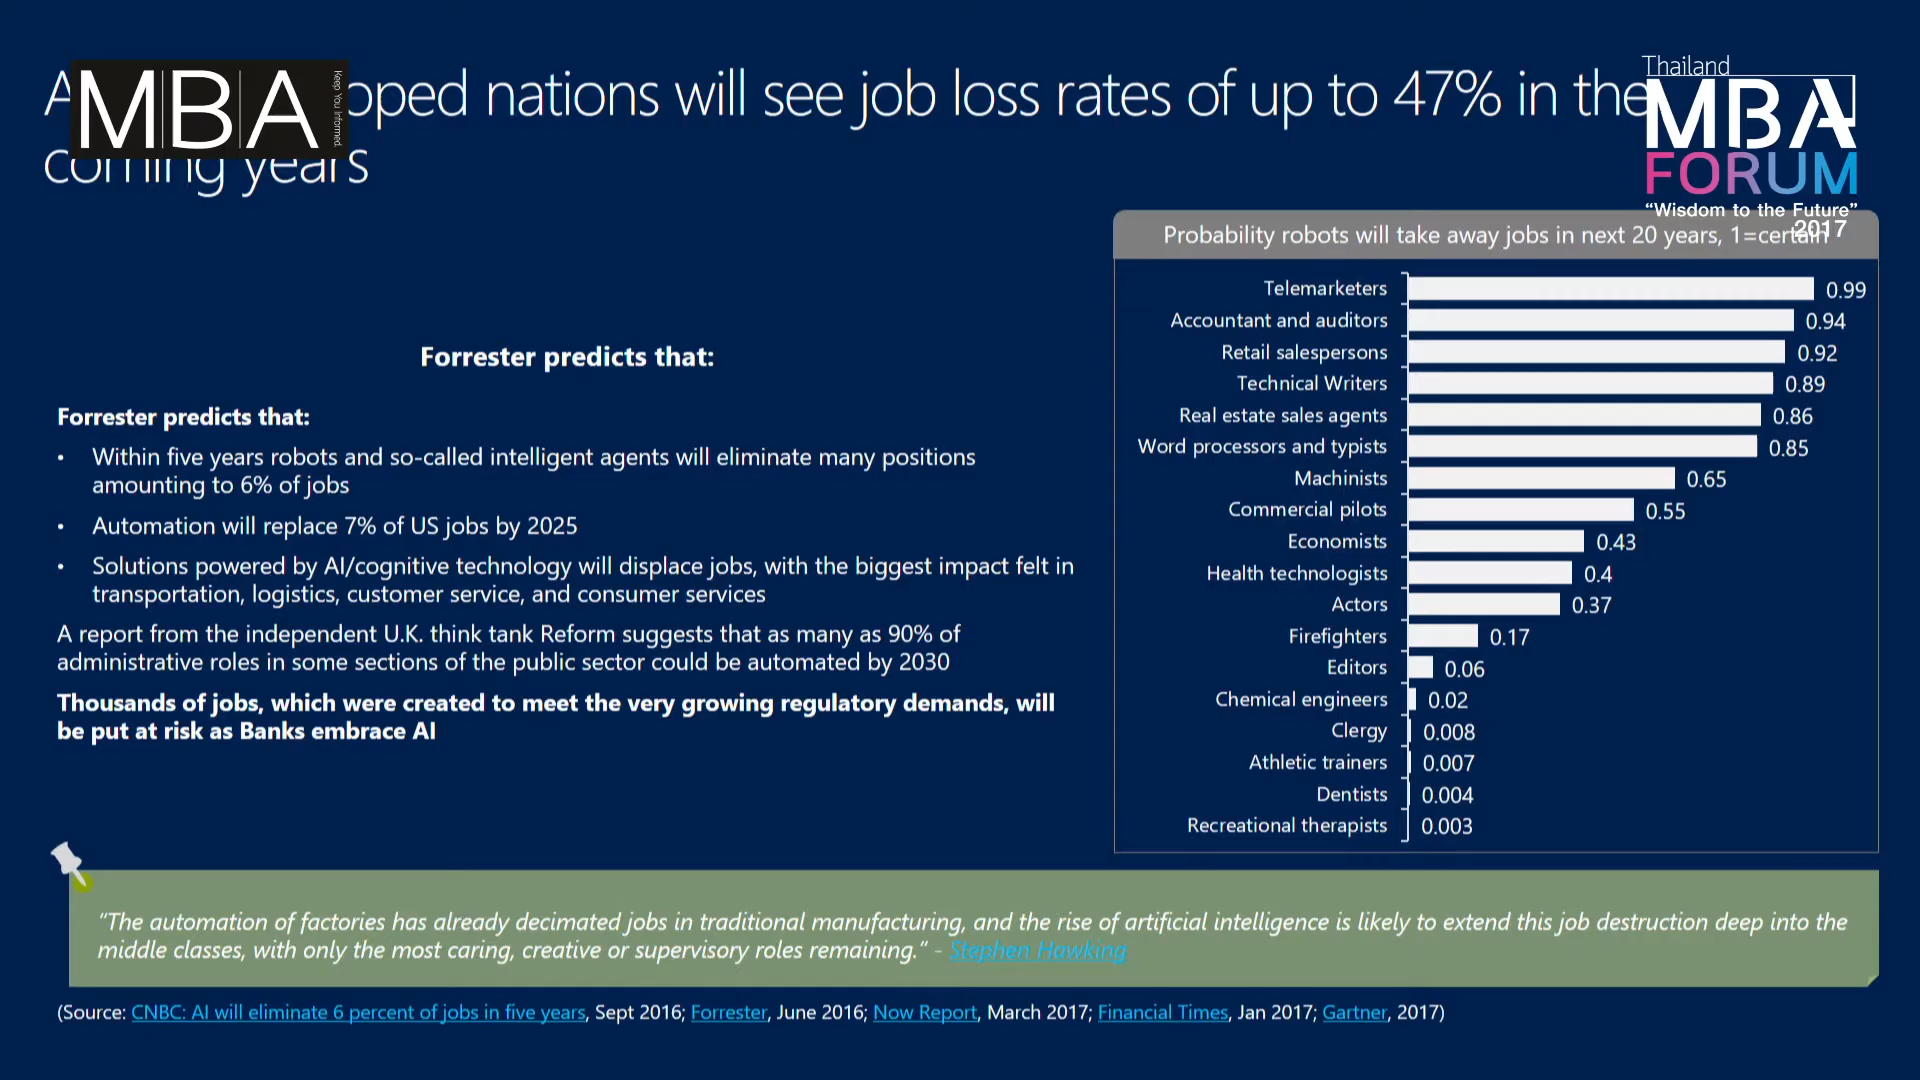 MBA
Keep You Informed.
Thailand
MBA
FORUM
"Wisdom to the Future"
2017
nations will see job loss rates of up to 47% in the
coming years
Probability robots will take away jobs in next 20 years, 1=certain
Telemarketers 0.99
Accountant and auditors 0.94
Retail salespersons 0.92
Technical Writers 0.89
Real estate sales agents 0.86
Word processors and typists 0.85
Machinists 0.65
Commercial pilots 0.55
Economists 0.43
Health technologists 0.4
Actors 0.37
Firefighters 0.17
Editors 0.06
Chemical engineers 0.02
Clergy 0.008
Athletic trainers 0.007
Dentists 0.004
Recreational therapists 0.003
Forrester predicts that:
Forrester predicts that:
• Within five years robots and so-called intelligent agents will eliminate many positions
amounting to 6% of jobs
• Automation will replace 7% of US jobs by 2025
• Solutions powered by AI/cognitive technology will displace jobs, with the biggest impact felt in
transportation, logistics, customer service, and consumer services
A report from the independent U.K. think tank Reform suggests that as many as 90% of
administrative roles in some sections of the public sector could be automated by 2030
Thousands of jobs, which were created to meet the very growing regulatory demands, will
be put at risk as Banks embrace AI
"The automation of factories has already decimated jobs in traditional manufacturing, and the rise of artificial intelligence is likely to extend this job destruction deep into the
middle classes, with only the most caring, creative or supervisory roles remaining." - Stephen Hawking
(Source: CNBC: AI will eliminate 6 percent of jobs in five years, Sept 2016; Forrester, June 2016; Now Report, March 2017; Financial Times, Jan 2017; Gartner, 2017)